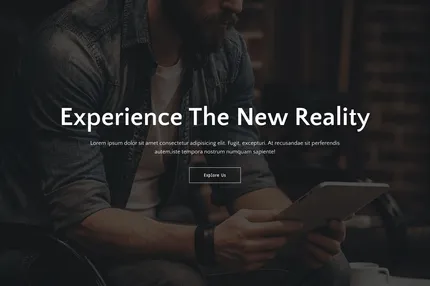 Experience The New Reality
Lorem ipsum dolor sit amet consectetur adipisicing elit. Fugit, excepturi. At recusandae sit perferendis
autem.iste tempora nostrum numquam sapiente!
Explore Us